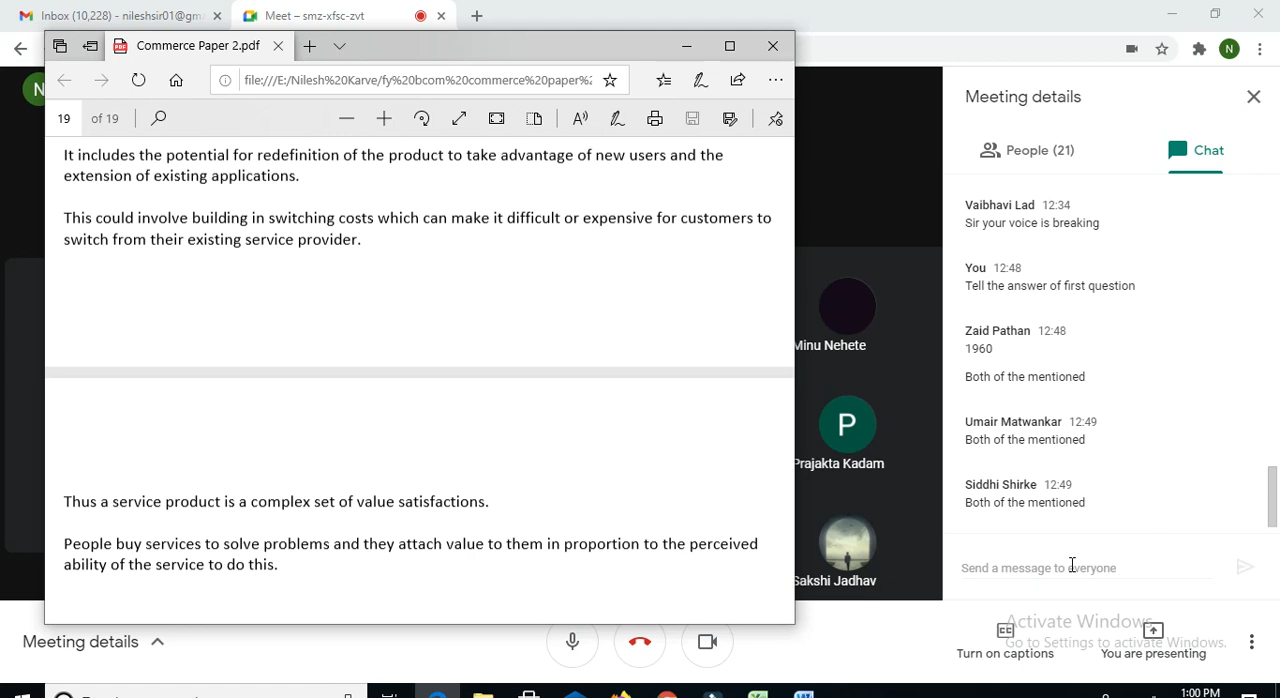 Inbox (10,228) - nileshsir01@gm
Meet – smz-xfsc-zvt
Commerce Paper 2.pdf
file:///E:/Nilesh%20Karve/fy%20bcom%20commerce%20paper%2
N
19 of 19
It includes the potential for redefinition of the product to take advantage of new users and the
extension of existing applications.
This could involve building in switching costs which can make it difficult or expensive for customers to
switch from their existing service provider.
Thus a service product is a complex set of value satisfactions.
People buy services to solve problems and they attach value to them in proportion to the perceived
ability of the service to do this.
N
Minu Nehete
P
Prajakta Kadam
Sakshi Jadhav
Meeting details
People (21)
Chat
Vaibhavi Lad 12:34
Sir your voice is breaking
You 12:48
Tell the answer of first question
Zaid Pathan 12:48
1960
Both of the mentioned
Umair Matwankar 12:49
Both of the mentioned
Siddhi Shirke 12:49
Both of the mentioned
Send a message to everyone
Activate Windows
Go to Settings to activate Windows.
Meeting details
Turn on captions
You are presenting
1:00 PM